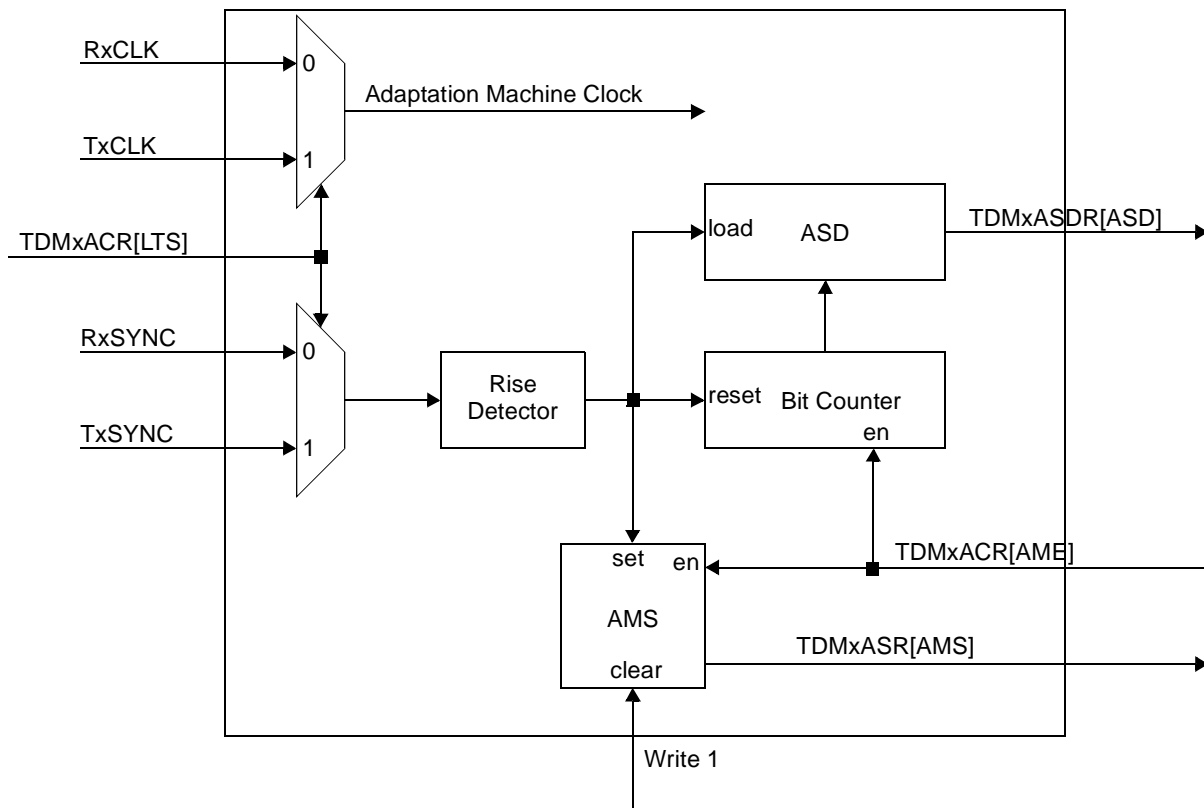 RxCLK
0
Adaptation Machine Clock
TxCLK
1
TDMxACR[LTS]
load
ASD
TDMxASDR[ASD]
RxSYNC
0
Rise
Detector
reset
Bit Counter
en
TxSYNC
1
set
en
TDMxACR[AME]
AMS
TDMxASR[AMS]
clear
Write 1